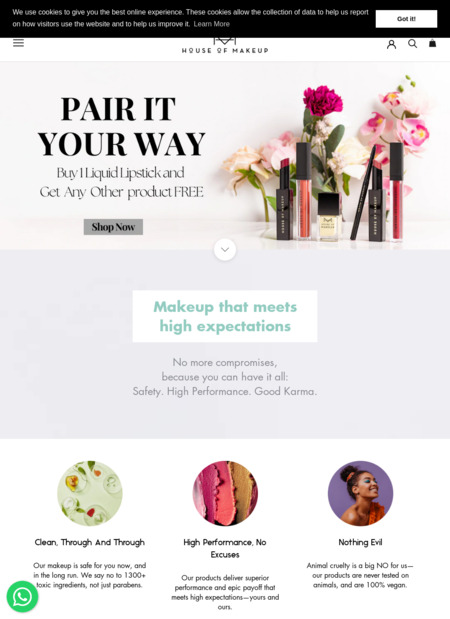 We use cookies to give you the best online experience. These cookies allow the collection of data to help us report
on how visitors use the website and to help us improve it. Learn More
Got it!
HOUSE OF MAKEUP
PAIR IT
YOUR WAY
Buy 1 Liquid Lipstick and
Get Any Other product FREE
Shop Now
Makeup that meets
high expectations
No more compromises,
because you can have it all:
Safety. High Performance. Good Karma.
Clean, Through And Through
Our makeup is safe for you now, and
in the long run. We say no to 1300+
toxic ingredients, not just parabens.
High Performance, No
Excuses
Our products deliver superior
performance and epic payoff that
meets high expectations—yours and
ours.
Nothing Evil
Animal cruelty is a big NO for us—
our products are never tested on
animals, and are 100% vegan.